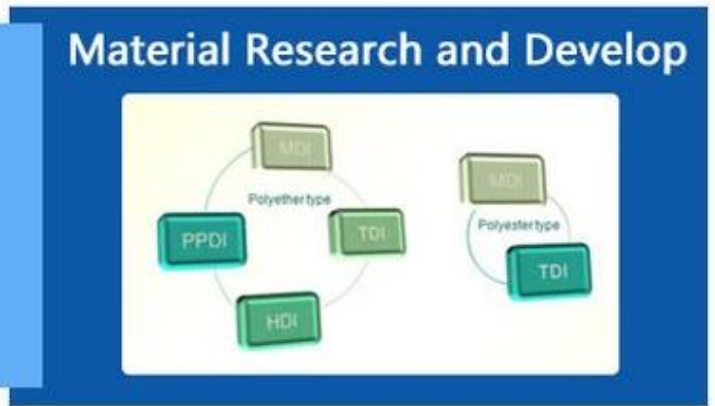 Material Research and Develop
MDI
Polyether type
PPDI
TDI
HDI
MDI
Polyester type
TDI